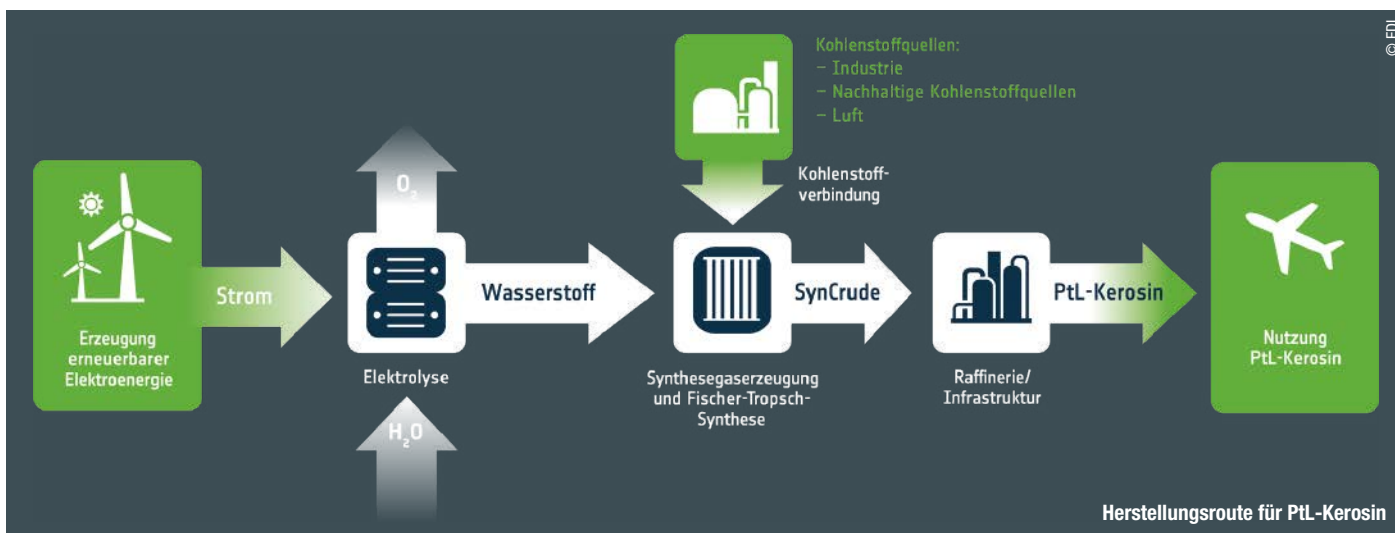 © EDL
Kohlenstoffquellen:
– Industrie
– Nachhaltige Kohlenstoffquellen
– Luft
Kohlenstoff-
verbindung
O₂
Strom
Wasserstoff
SynCrude
PtL-Kerosin
Erzeugung
erneuerbarer
Elektroenergie
Elektrolyse
H₂O
Synthesegaserzeugung
und Fischer-Tropsch-
Synthese
Raffinerie/
Infrastruktur
Nutzung
PtL-Kerosin
Herstellungsroute für PtL-Kerosin